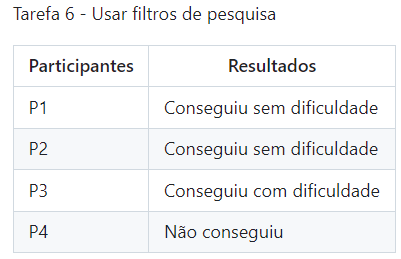 Tarefa 6 - Usar filtros de pesquisa
Participantes Resultados
P1 Conseguiu sem dificuldade
P2 Conseguiu sem dificuldade
P3 Conseguiu com dificuldade
P4 Não conseguiu